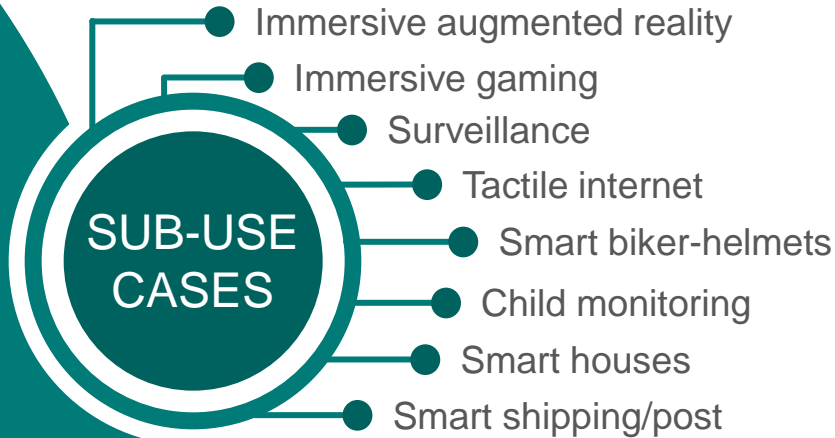 Immersive augmented reality
Immersive gaming
Surveillance
Tactile internet
SUB-USE
CASES
Smart biker-helmets
Child monitoring
Smart houses
Smart shipping/post